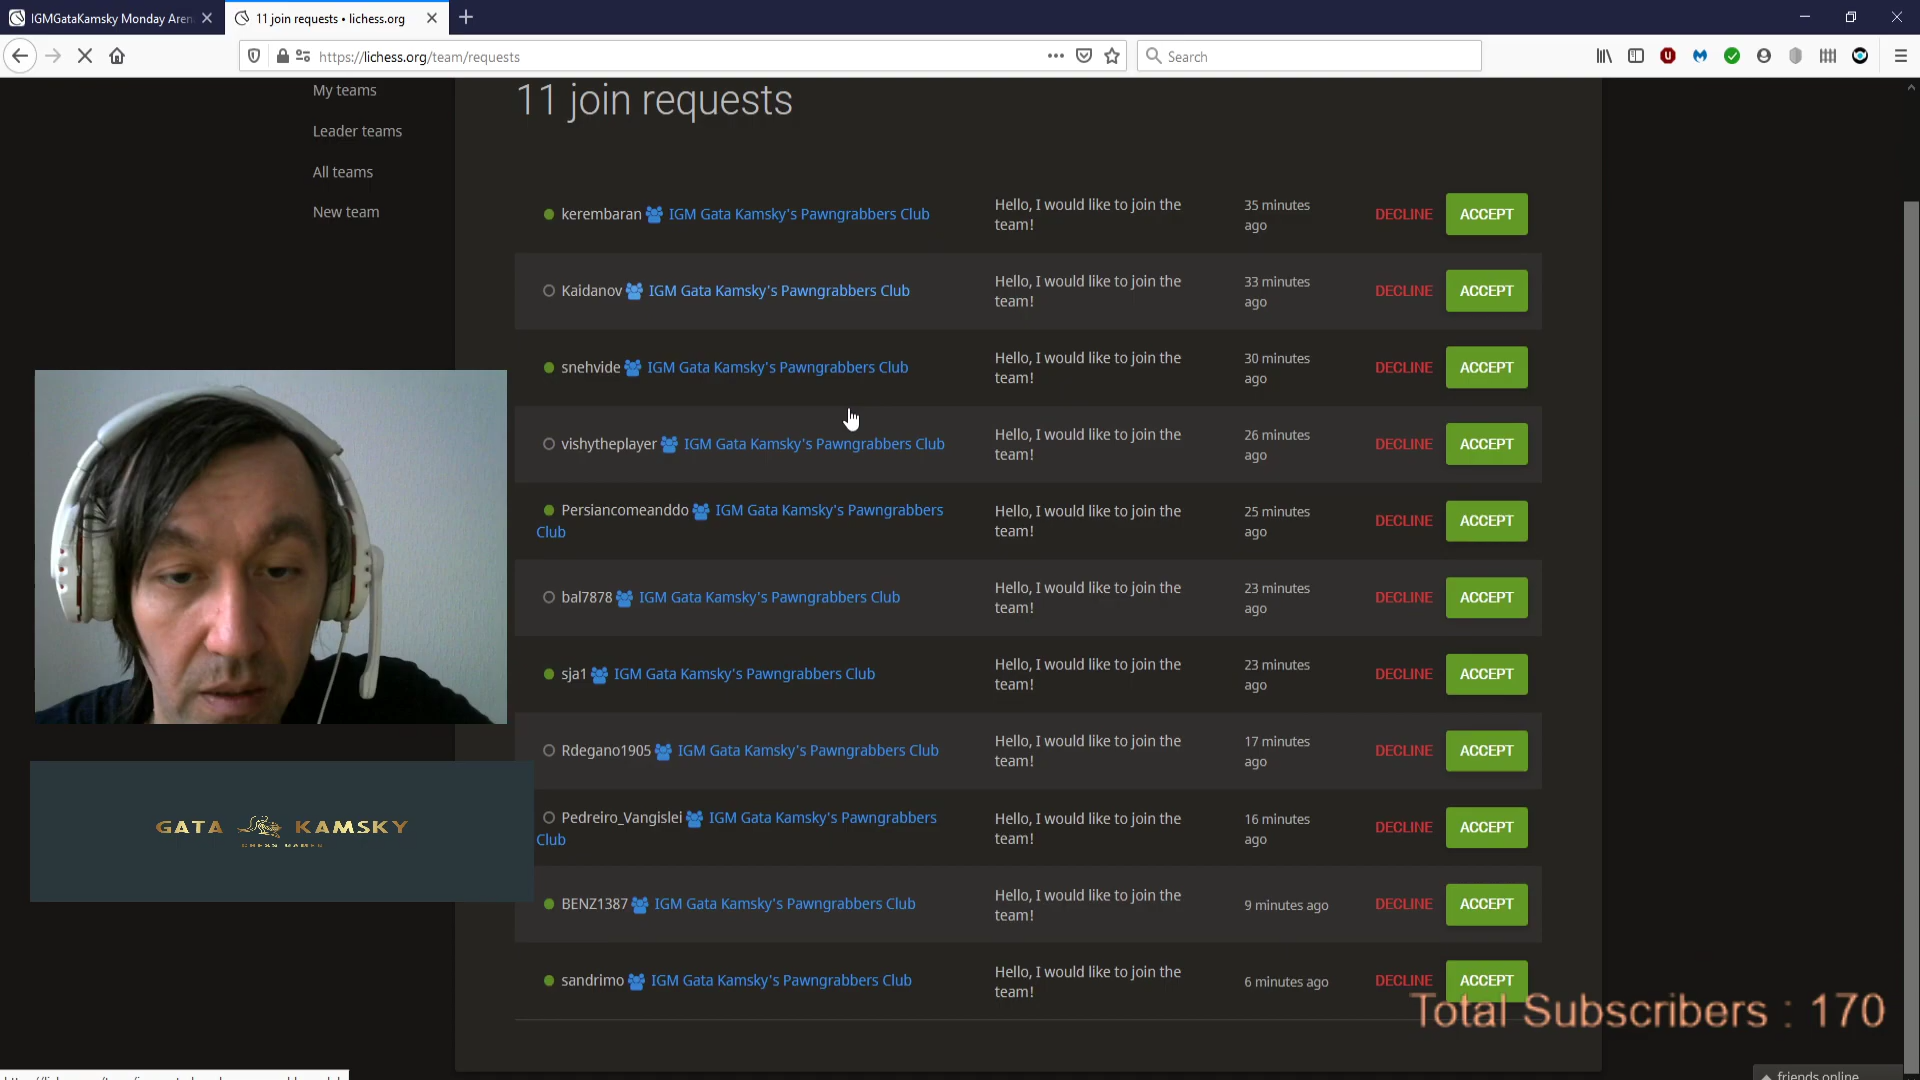 IGMGataKamsky Monday Aren
11 join requests • lichess.org
https://lichess.org/team/requests
Search
My teams
Leader teams
All teams
New team
11 join requests
kerembaran IGM Gata Kamsky's Pawngrabbers Club
Hello, I would like to join the
team!
35 minutes
ago
DECLINE
ACCEPT
Kaidanov IGM Gata Kamsky's Pawngrabbers Club
Hello, I would like to join the
team!
33 minutes
ago
DECLINE
ACCEPT
snehvide IGM Gata Kamsky's Pawngrabbers Club
Hello, I would like to join the
team!
30 minutes
ago
DECLINE
ACCEPT
vishytheplayer IGM Gata Kamsky's Pawngrabbers Club
Hello, I would like to join the
team!
26 minutes
ago
DECLINE
ACCEPT
Persiancomeanddo IGM Gata Kamsky's Pawngrabbers
Club
Hello, I would like to join the
team!
25 minutes
ago
DECLINE
ACCEPT
bal7878 IGM Gata Kamsky's Pawngrabbers Club
Hello, I would like to join the
team!
23 minutes
ago
DECLINE
ACCEPT
sja1 IGM Gata Kamsky's Pawngrabbers Club
Hello, I would like to join the
team!
23 minutes
ago
DECLINE
ACCEPT
Rdegano1905 IGM Gata Kamsky's Pawngrabbers Club
Hello, I would like to join the
team!
17 minutes
ago
DECLINE
ACCEPT
Pedreiro_Vangislei IGM Gata Kamsky's Pawngrabbers
Club
Hello, I would like to join the
team!
16 minutes
ago
DECLINE
ACCEPT
BENZ1387 IGM Gata Kamsky's Pawngrabbers Club
Hello, I would like to join the
team!
9 minutes ago
DECLINE
ACCEPT
sandrimo IGM Gata Kamsky's Pawngrabbers Club
Hello, I would like to join the
team!
6 minutes ago
DECLINE
ACCEPT
GATA KAMSKY
Total Subscribers : 170
friends online